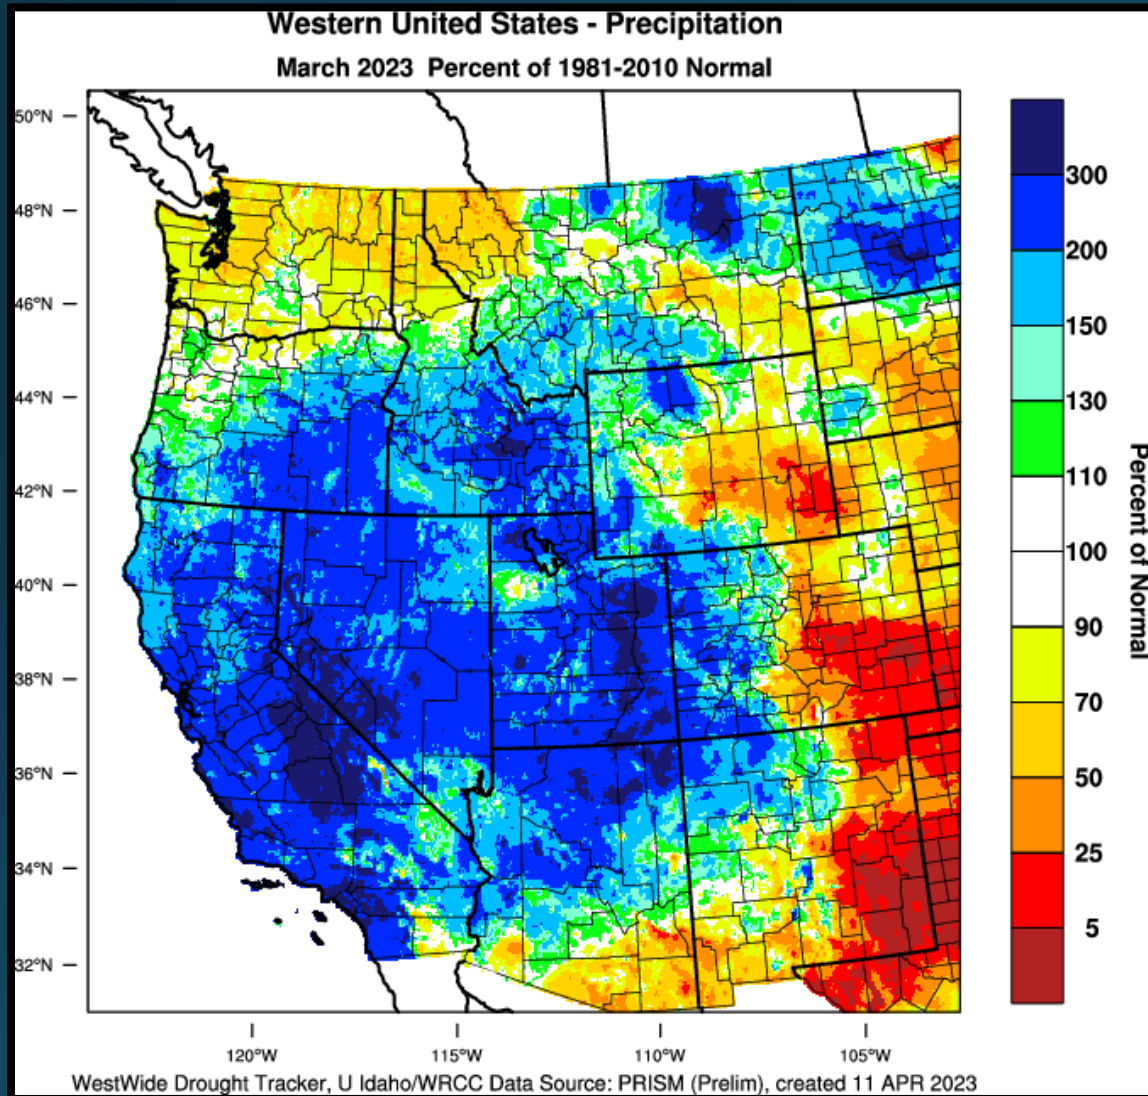 Western United States - Precipitation
March 2023 Percent of 1981-2010 Normal
50°N
48°N
46°N
44°N
42°N
40°N
38°N
36°N
34°N
32°N
120°W
115°W
110°W
105°W
300
200
150
130
110
100
90
70
50
25
5
Percent of Normal
WestWide Drought Tracker, U Idaho/WRCC Data Source: PRISM (Prelim), created 11 APR 2023